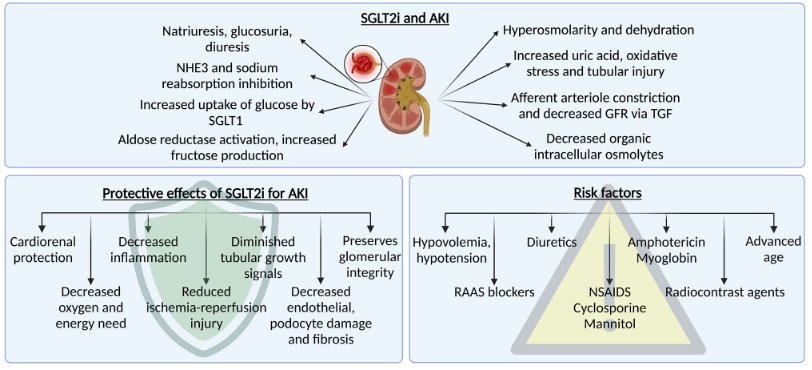 SGLT2i and AKI
Natriuresis, glucosuria,
diuresis
NHE3 and sodium
reabsorption inhibition
Increased uptake of glucose by
SGLT1
Aldose reductase activation, increased
fructose production
Hyperosmolarity and dehydration
Increased uric acid, oxidative
stress and tubular injury
Afferent arteriole constriction
and decreased GFR via TGF
Decreased organic
intracellular osmolytes
Protective effects of SGLT2i for AKI
Cardiorenal
protection
Decreased
oxygen and
energy need
Decreased
inflammation
Reduced
ischemia-reperfusion
injury
Diminished
tubular growth
signals
Decreased
endothelial,
podocyte damage
and fibrosis
Preserves
glomerular
integrity
Risk factors
Hypovolemia,
hypotension
RAAS blockers
Diuretics
NSAIDS
Cyclosporine
Mannitol
Amphotericin
Myoglobin
Radiocontrast agents
Advanced
age